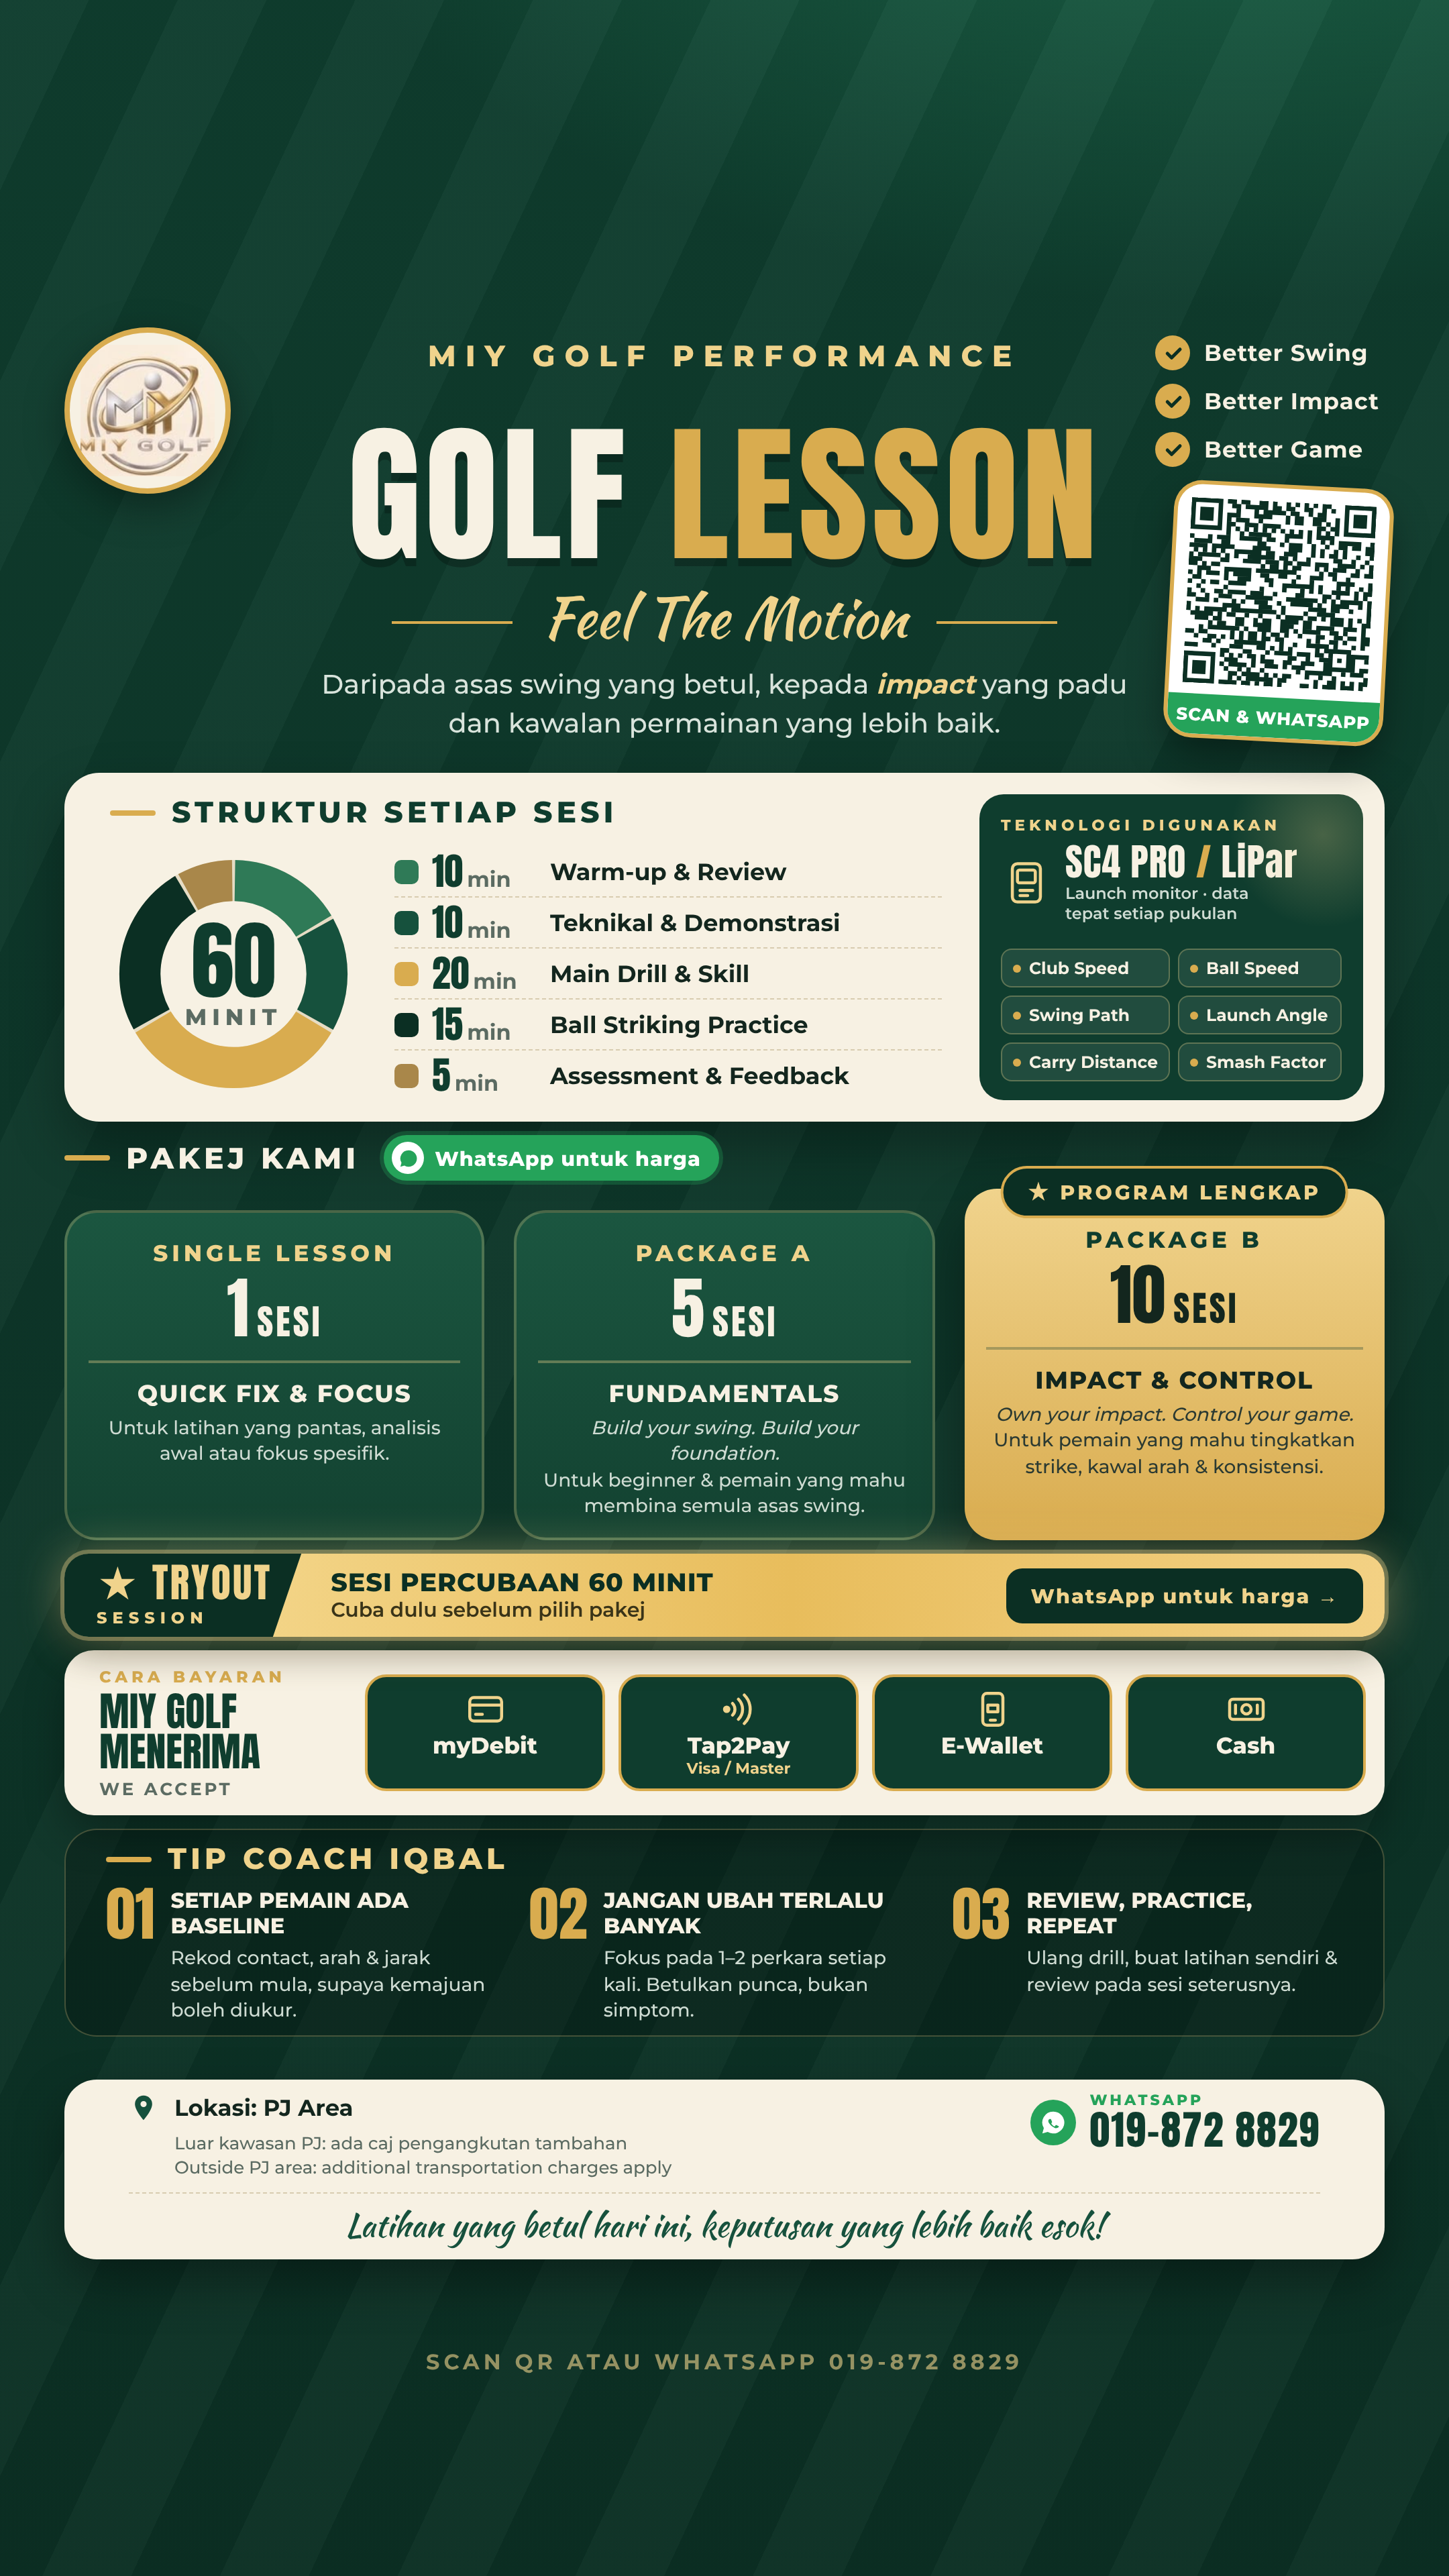 MIY GOLF
MIY GOLF PERFORMANCE
GOLF LESSON
Feel The Motion
Daripada asas swing yang betul, kepada impact yang padu
dan kawalan permainan yang lebih baik.
Better Swing
Better Impact
Better Game
SCAN & WHATSAPP
STRUKTUR SETIAP SESI
60
MINIT
10 min Warm-up & Review
10 min Teknikal & Demonstrasi
20 min Main Drill & Skill
15 min Ball Striking Practice
5 min Assessment & Feedback
TEKNOLOGI DIGUNAKAN
SC4 PRO / LiPar
Launch monitor · data
tepat setiap pukulan
Club Speed
Ball Speed
Swing Path
Launch Angle
Carry Distance
Smash Factor
PAKEJ KAMI
WhatsApp untuk harga
SINGLE LESSON
1 SESI
QUICK FIX & FOCUS
Untuk latihan yang pantas, analisis
awal atau fokus spesifik.
PACKAGE A
5 SESI
FUNDAMENTALS
Build your swing. Build your
foundation.
Untuk beginner & pemain yang mahu
membina semula asas swing.
★ PROGRAM LENGKAP
PACKAGE B
10 SESI
IMPACT & CONTROL
Own your impact. Control your game.
Untuk pemain yang mahu tingkatkan
strike, kawal arah & konsistensi.
★ TRYOUT
SESSION
SESI PERCUBAAN 60 MINIT
Cuba dulu sebelum pilih pakej
WhatsApp untuk harga →
CARA BAYARAN
MIY GOLF
MENERIMA
WE ACCEPT
myDebit
Tap2Pay
Visa / Master
E-Wallet
Cash
TIP COACH IQBAL
01
SETIAP PEMAIN ADA
BASELINE
Rekod contact, arah & jarak
sebelum mula, supaya kemajuan
boleh diukur.
02
JANGAN UBAH TERLALU
BANYAK
Fokus pada 1–2 perkara setiap
kali. Betulkan punca, bukan
simptom.
03
REVIEW, PRACTICE,
REPEAT
Ulang drill, buat latihan sendiri &
review pada sesi seterusnya.
Lokasi: PJ Area
Luar kawasan PJ: ada caj pengangkutan tambahan
Outside PJ area: additional transportation charges apply
WHATSAPP
019-872 8829
Latihan yang betul hari ini, keputusan yang lebih baik esok!
SCAN QR ATAU WHATSAPP 019-872 8829